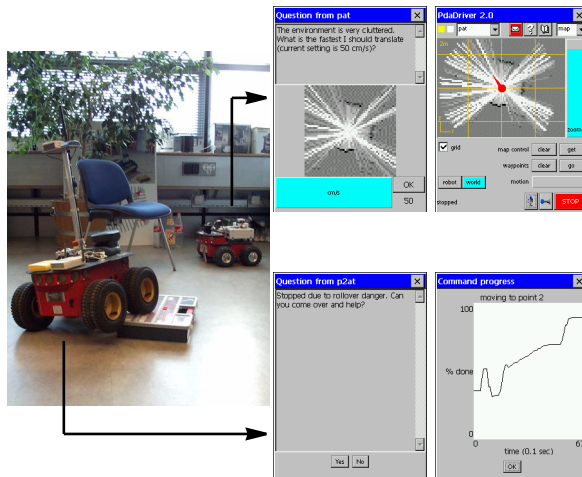 Question from pat
The environment is very cluttered.
What is the fastest I should translate
(current setting is 50 cm/s)?
cm/s
OK
50
PdaDriver 2.0
pat
map
2m
zoom
grid
map control
clear
get
waypoints
clear
go
robot
world
motion
stopped
STOP
Question from p2at
Stopped due to rollover danger. Can
you come over and help?
Yes
No
Command progress
moving to point 2
100
% done
0
0
time (0.1 sec)
OK